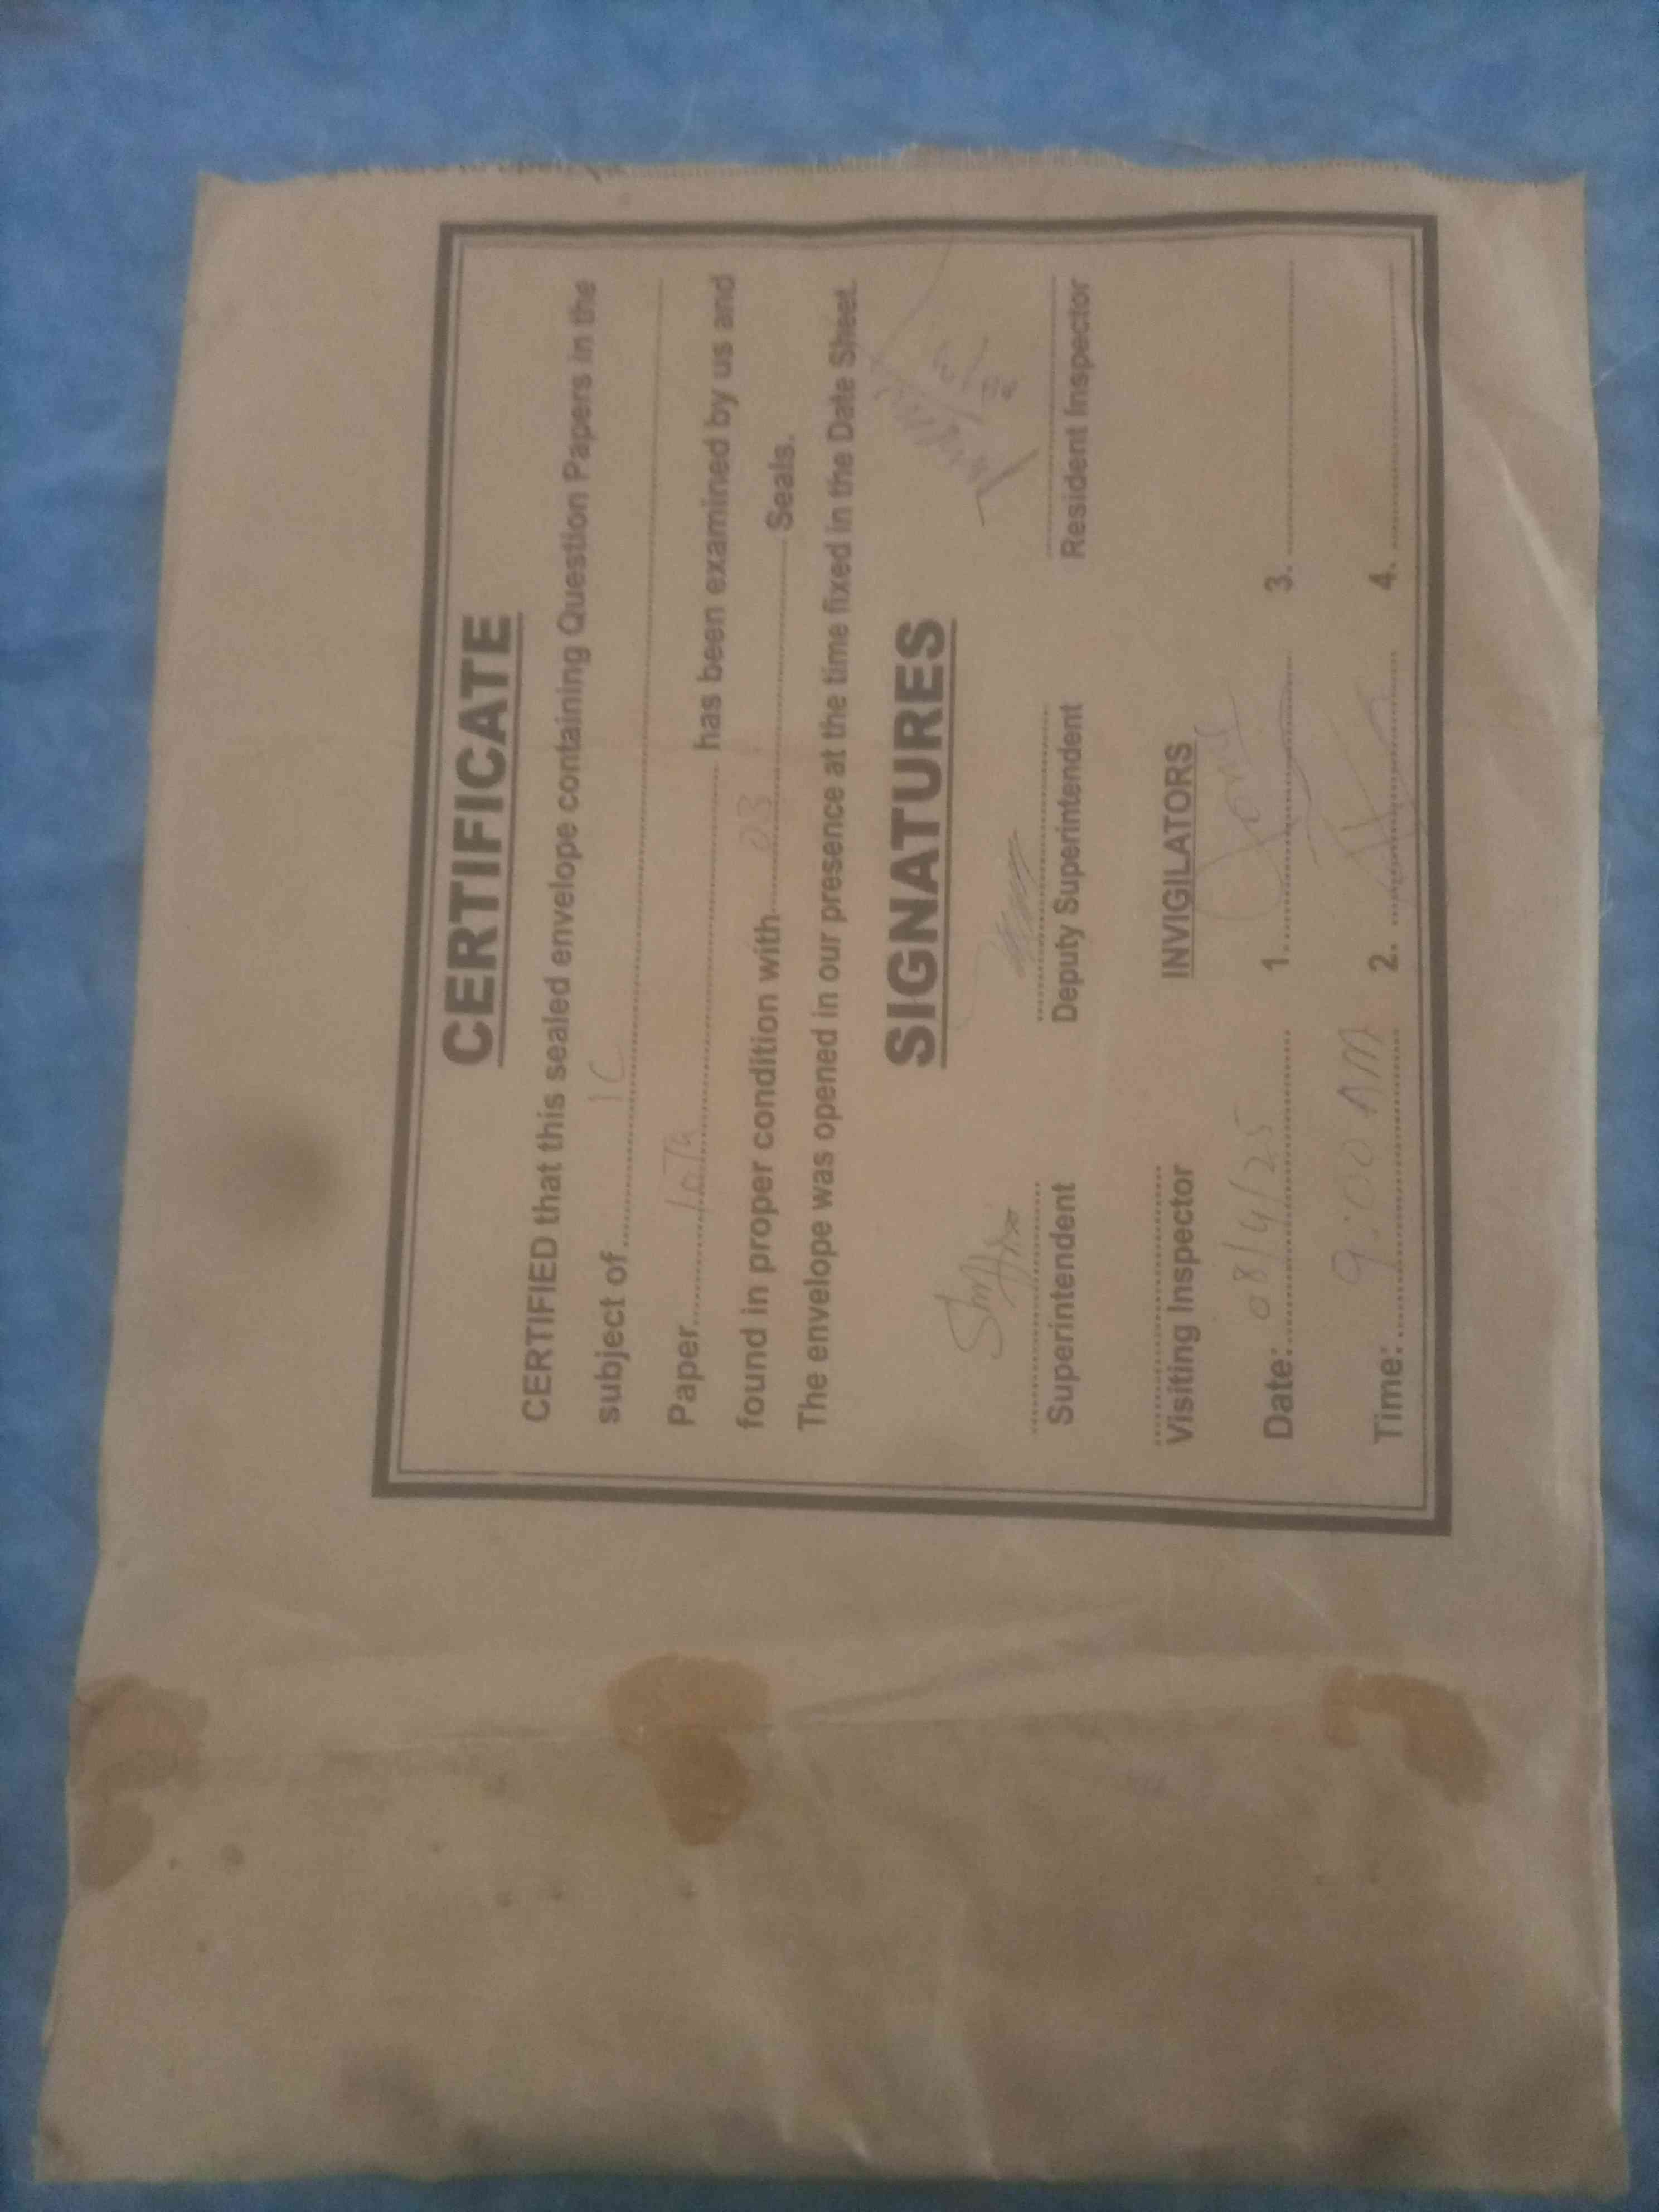 CERTIFICATE
CERTIFIED that this sealed envelope containing Question Papers in the
subject of............1C............
Paper............10Th............ has been examined by us and
found in proper condition with............03............Seals.
The envelope was opened in our presence at the time fixed in the Date Sheet.
SIGNATURES
Superintendent Deputy Superintendent Resident Inspector
Visiting Inspector INVIGILATORS
Date:...08/4/25... 1............ 3............
Time:...9:00 AM... 2............ 4............